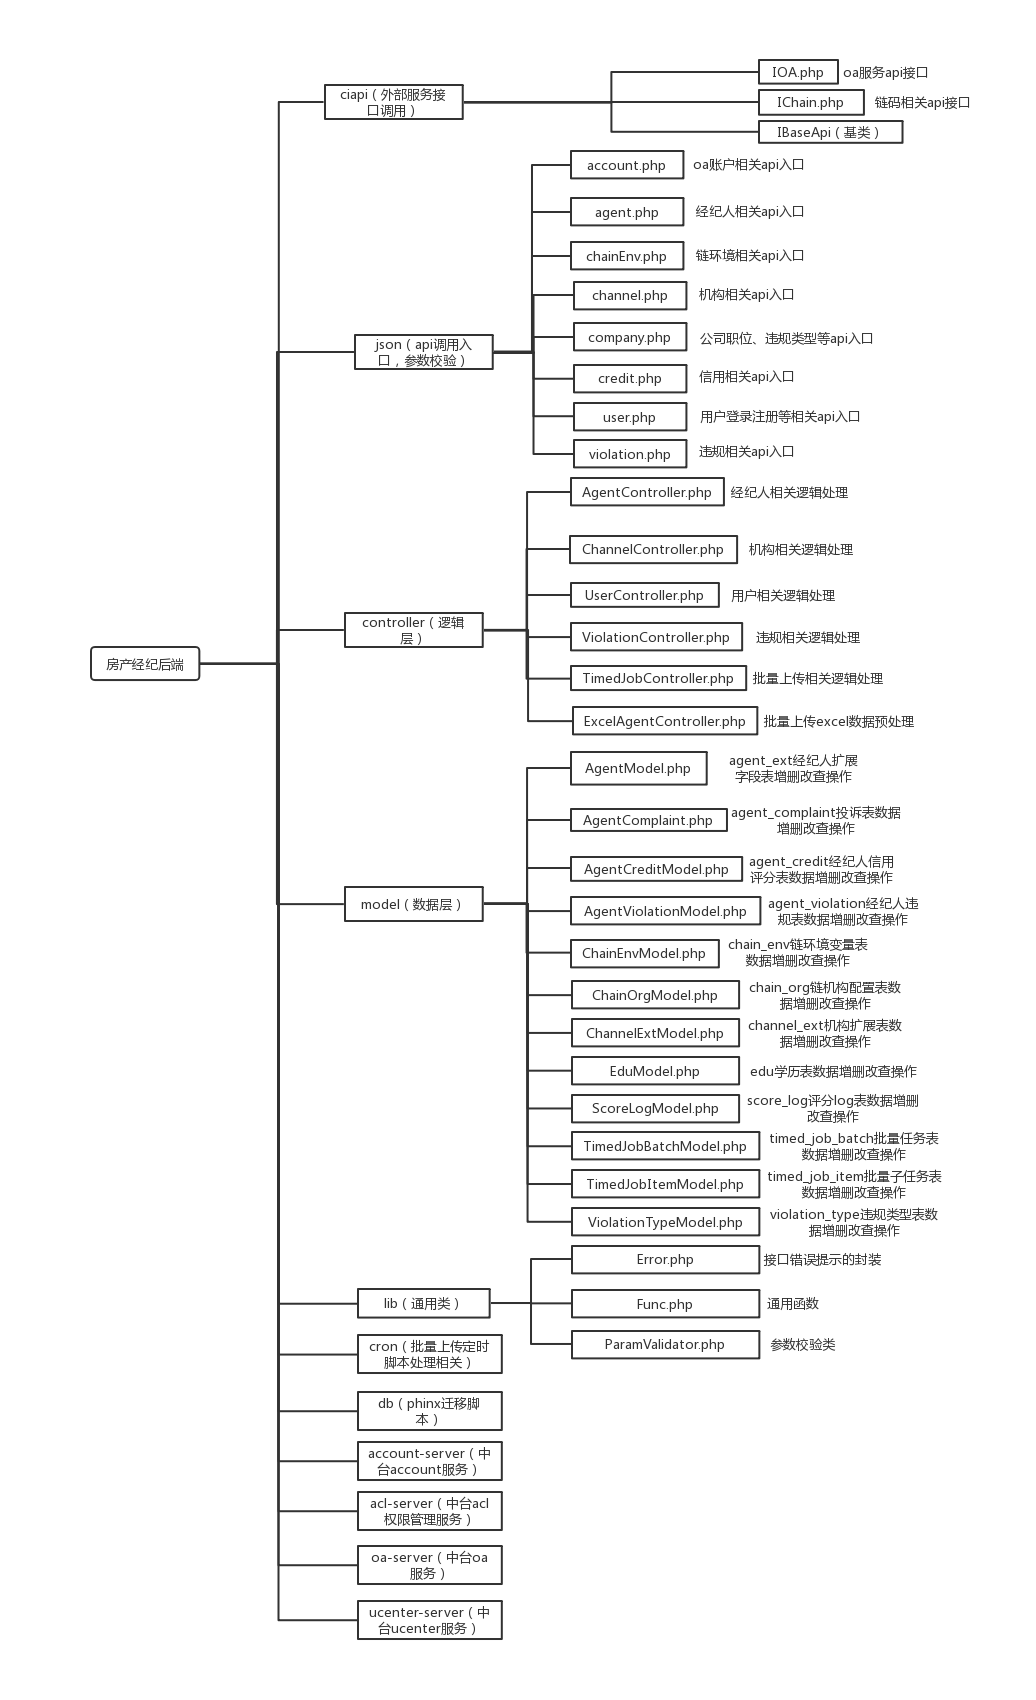 IOA.php
oa服务api接口
ciapi（外部服务接
口调用）
IChain.php
链码相关api接口
IBaseApi（基类）
account.php
oa账户相关api入口
agent.php
经纪人相关api入口
chainEnv.php
链环境相关api入口
channel.php
机构相关api入口
json（api调用入
口，参数校验）
company.php
公司职位、违规类型等api入口
credit.php
信用相关api入口
user.php
用户登录注册等相关api入口
violation.php
违规相关api入口
AgentController.php
经纪人相关逻辑处理
ChannelController.php
机构相关逻辑处理
UserController.php
用户相关逻辑处理
controller（逻辑
层）
ViolationController.php
违规相关逻辑处理
房产经纪后端
TimedJobController.php
批量上传相关逻辑处理
ExcelAgentController.php
批量上传excel数据预处理
AgentModel.php
agent_ext经纪人扩展
字段表增删改查操作
AgentComplaint.php
agent_complaint投诉表数据
增删改查操作
AgentCreditModel.php
agent_credit经纪人信用
评分表数据增删改查操作
model（数据层）
AgentViolationModel.php
agent_violation经纪人违
规表数据增删改查操作
ChainEnvModel.php
chain_env链环境变量表
数据增删改查操作
ChainOrgModel.php
chain_org链机构配置表数
据增删改查操作
ChannelExtModel.php
channel_ext机构扩展表数
据增删改查操作
EduModel.php
edu学历表数据增删改查操作
ScoreLogModel.php
score_log评分log表数据增删
改查操作
TimedJobBatchModel.php
timed_job_batch批量任务表
数据增删改查操作
TimedJobItemModel.php
timed_job_item批量子任务表
数据增删改查操作
ViolationTypeModel.php
violation_type违规类型表数
据增删改查操作
Error.php
接口错误提示的封装
lib（通用类）
Func.php
通用函数
ParamValidator.php
参数校验类
cron（批量上传定时
脚本处理相关）
db（phinx迁移脚
本）
account-server（中
台account服务）
acl-server（中台acl
权限管理服务）
oa-server（中台oa
服务）
ucenter-server（中
台ucenter服务）